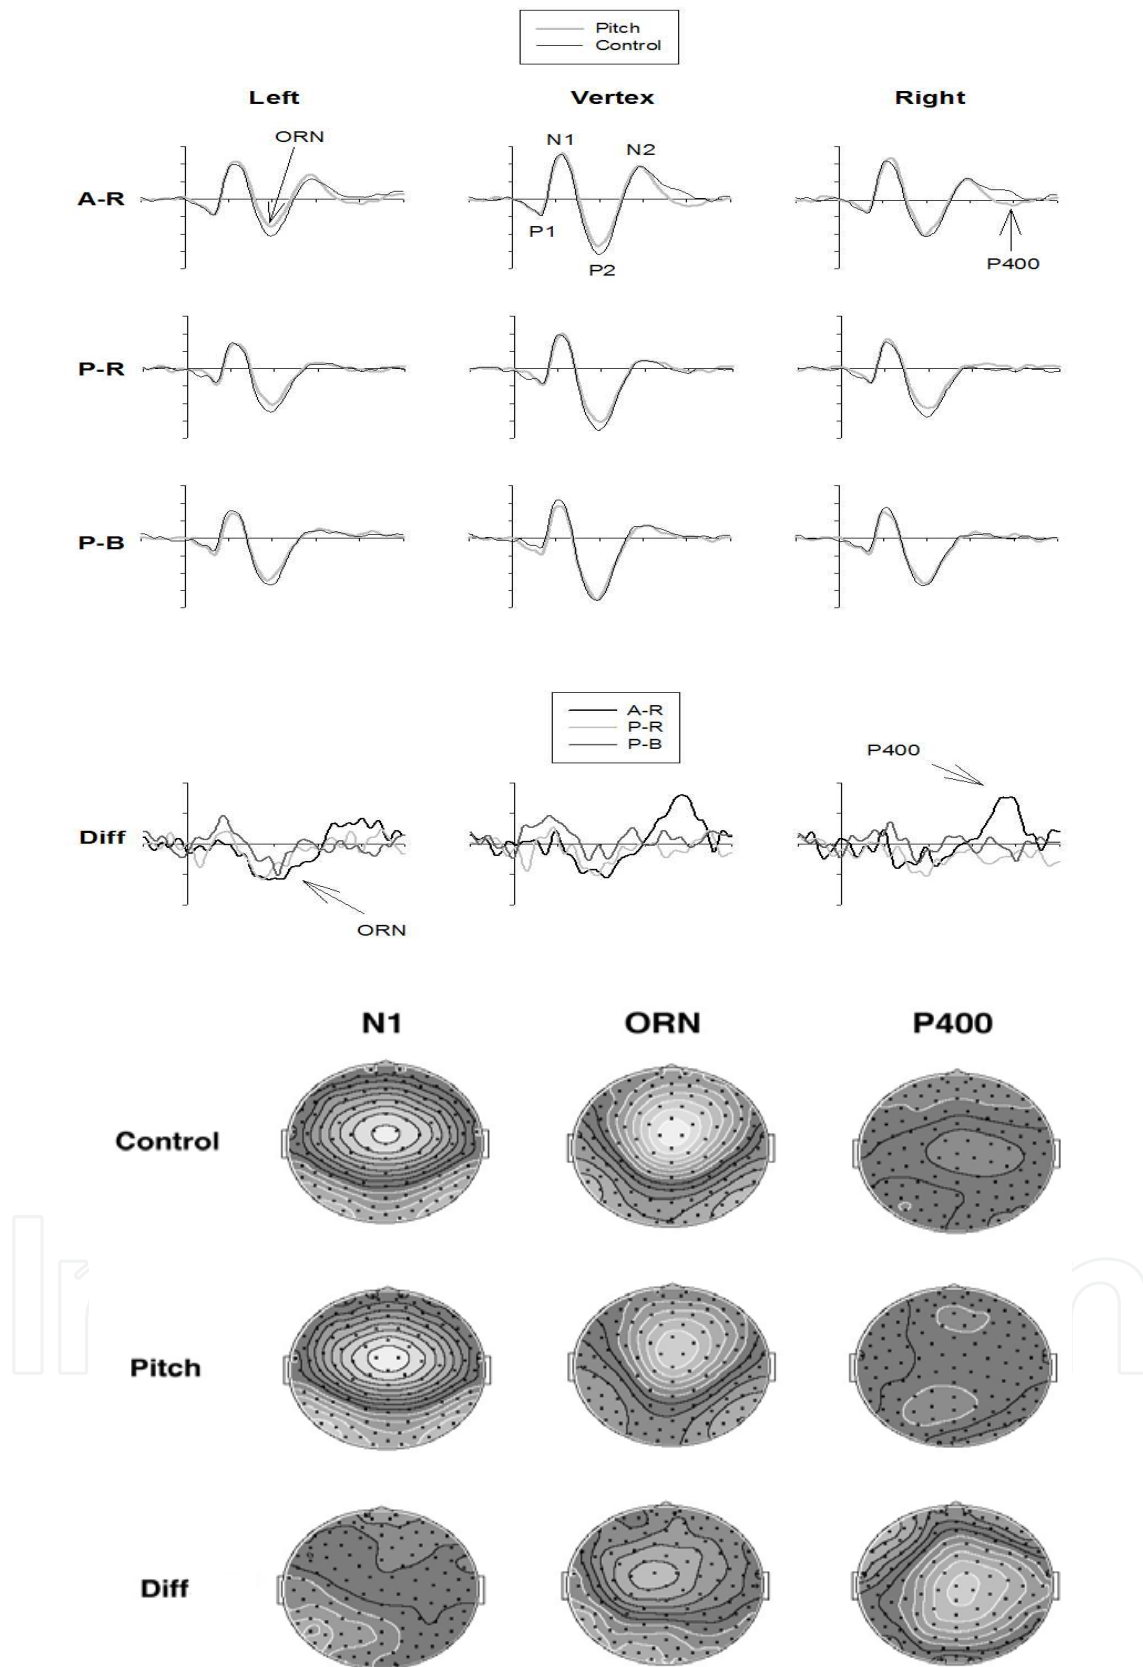 Pitch
Control
Left
Vertex
Right
ORN
N1
N2
A-R
P1
P2
P400
P-R
P-B
A-R
P-R
P-B
P400
Diff
ORN
N1
ORN
P400
Control
Pitch
Diff